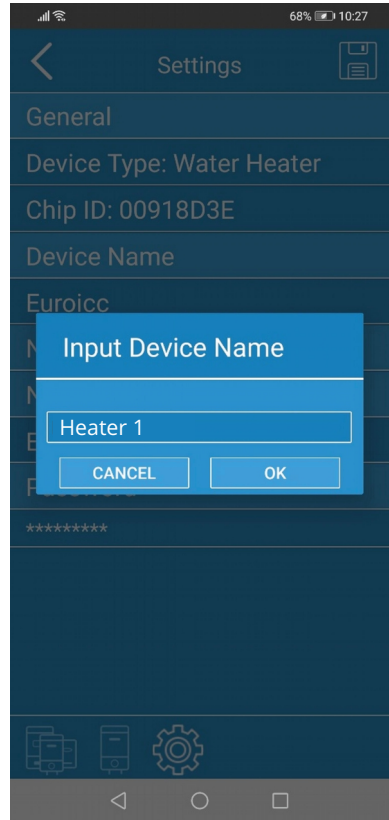 68% 10:27
Settings
General
Device Type: Water Heater
Chip ID: 00918D3E
Device Name
Euroicc
Input Device Name
Heater 1
CANCEL OK
Password
*********